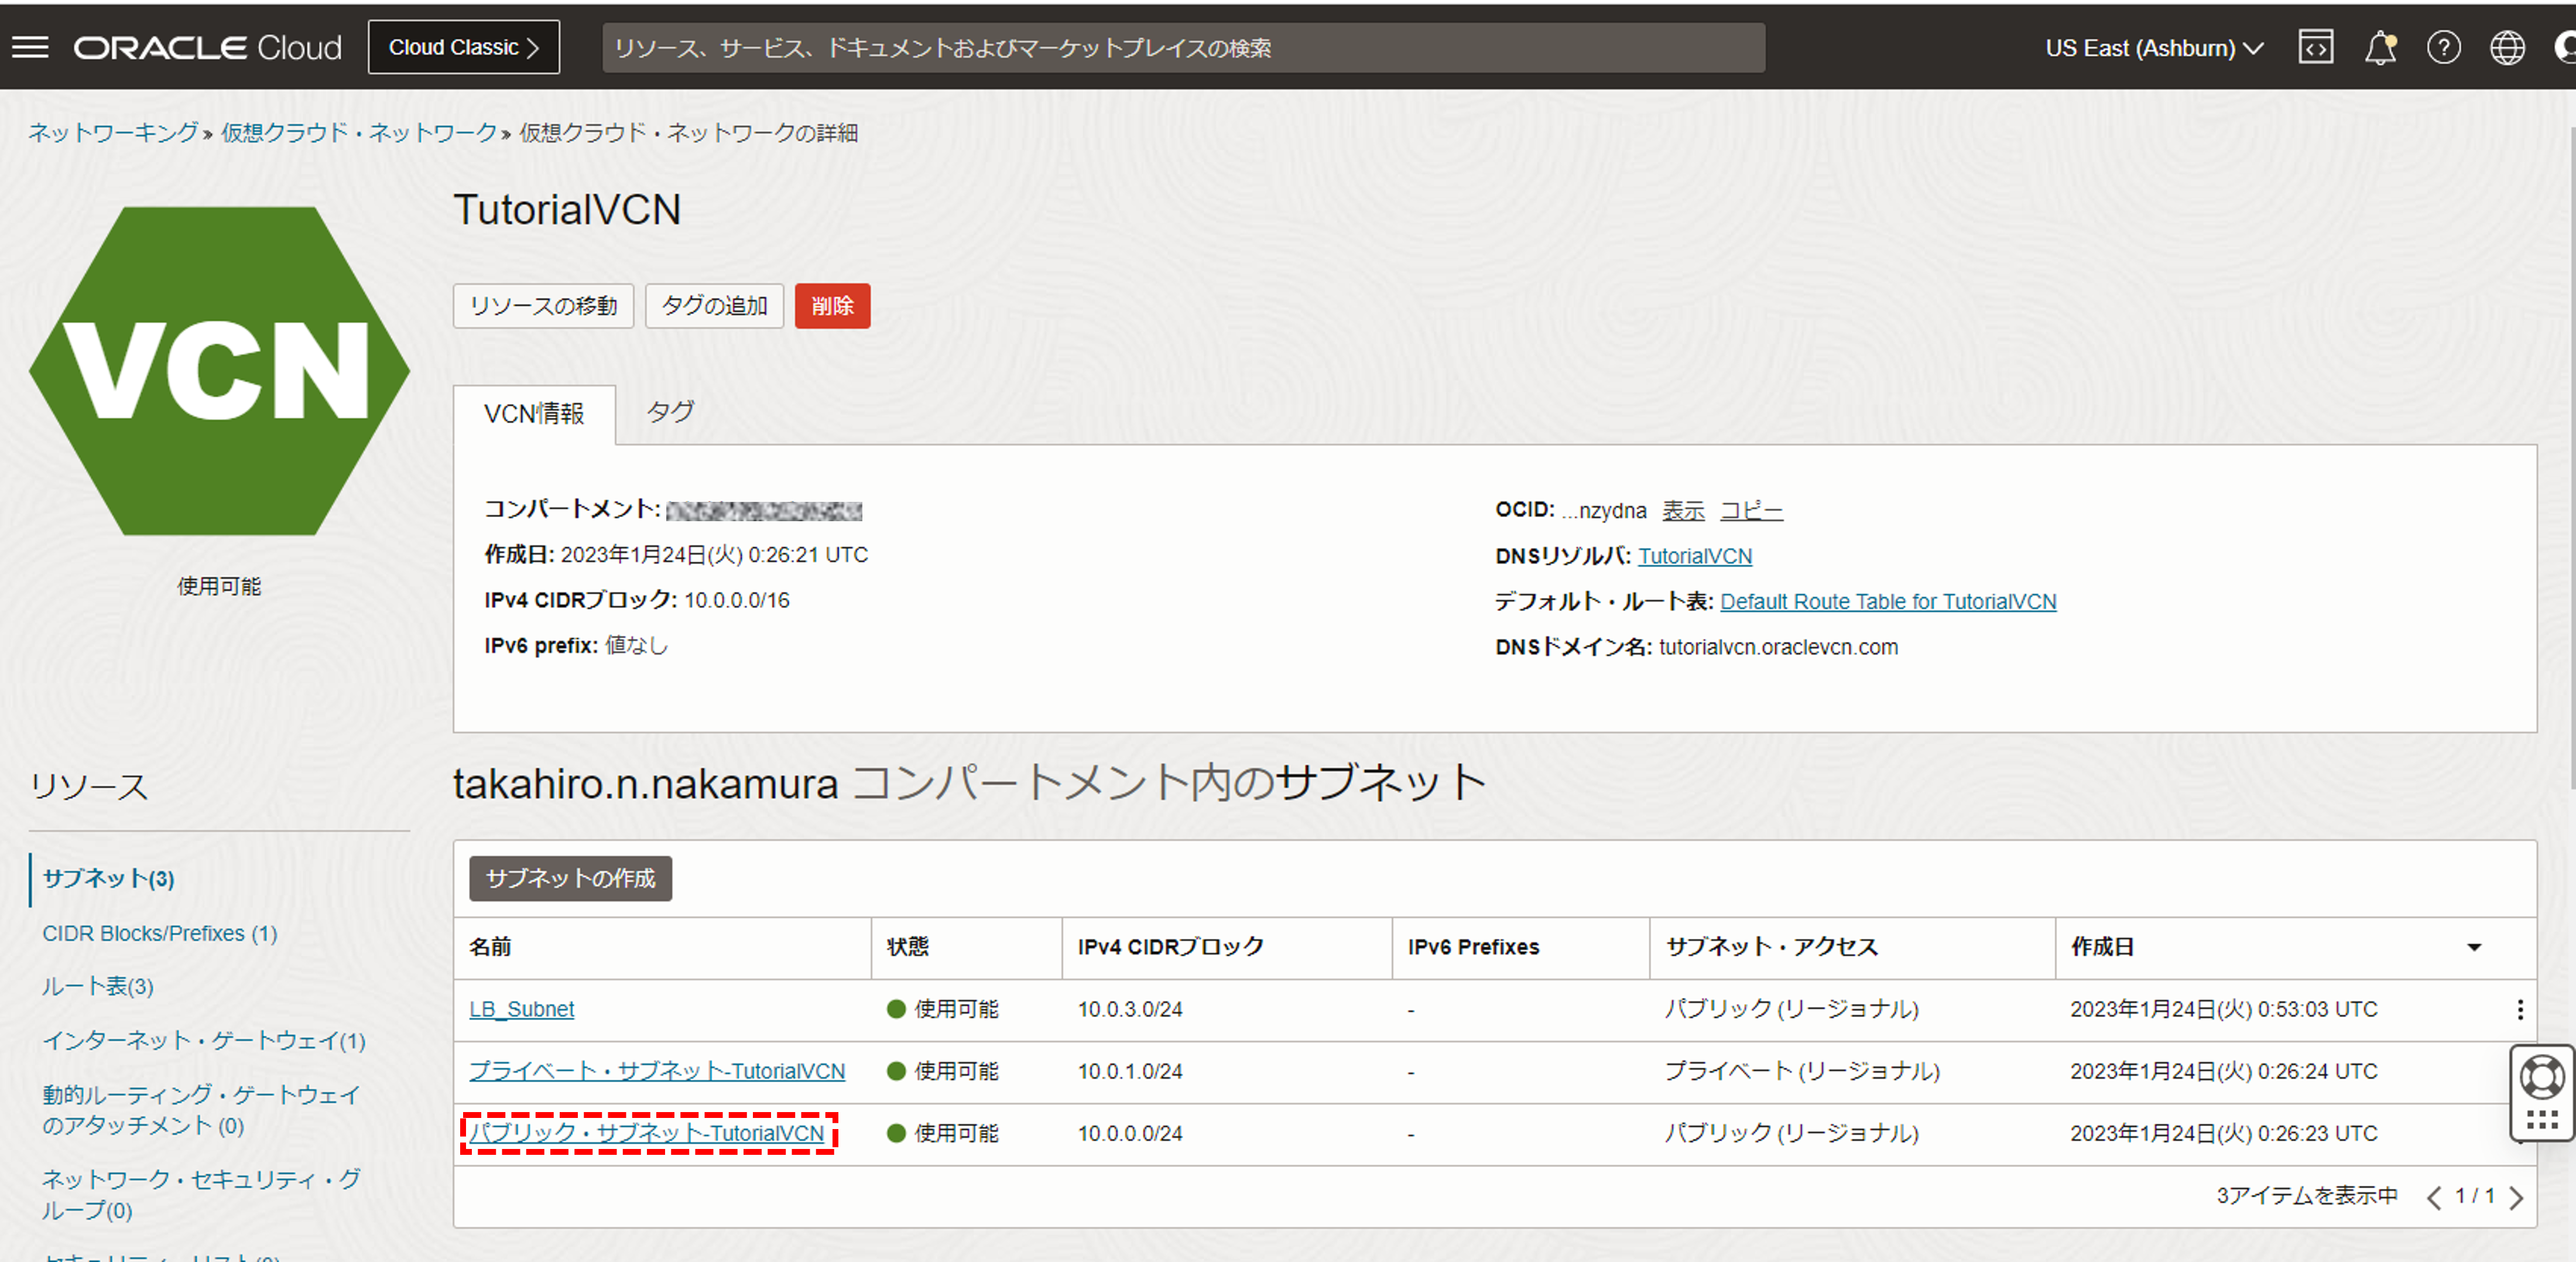 ORACLE Cloud
Cloud Classic
リソース、サービス、ドキュメントおよびマーケットプレイスの検索
US East (Ashburn)
ネットワーキング » 仮想クラウド・ネットワーク » 仮想クラウド・ネットワークの詳細
VCN
使用可能
TutorialVCN
リソースの移動 タグの追加 削除
VCN情報 タグ
コンパートメント:
作成日: 2023年1月24日(火) 0:26:21 UTC
IPv4 CIDRブロック: 10.0.0.0/16
IPv6 prefix: 値なし
OCID: ...nzydna 表示 コピー
DNSリゾルバ: TutorialVCN
デフォルト・ルート表: Default Route Table for TutorialVCN
DNSドメイン名: tutorialvcn.oraclevcn.com
リソース
サブネット(3)
CIDR Blocks/Prefixes (1)
ルート表(3)
インターネット・ゲートウェイ(1)
動的ルーティング・ゲートウェイ
のアタッチメント (0)
ネットワーク・セキュリティ・グ
ループ(0)
takahiro.n.nakamura コンパートメント内のサブネット
サブネットの作成
名前 状態 IPv4 CIDRブロック IPv6 Prefixes サブネット・アクセス 作成日
LB_Subnet 使用可能 10.0.3.0/24 - パブリック (リージョナル) 2023年1月24日(火) 0:53:03 UTC
プライベート・サブネット-TutorialVCN 使用可能 10.0.1.0/24 - プライベート (リージョナル) 2023年1月24日(火) 0:26:24 UTC
パブリック・サブネット-TutorialVCN 使用可能 10.0.0.0/24 - パブリック (リージョナル) 2023年1月24日(火) 0:26:23 UTC
3アイテムを表示中 1 / 1